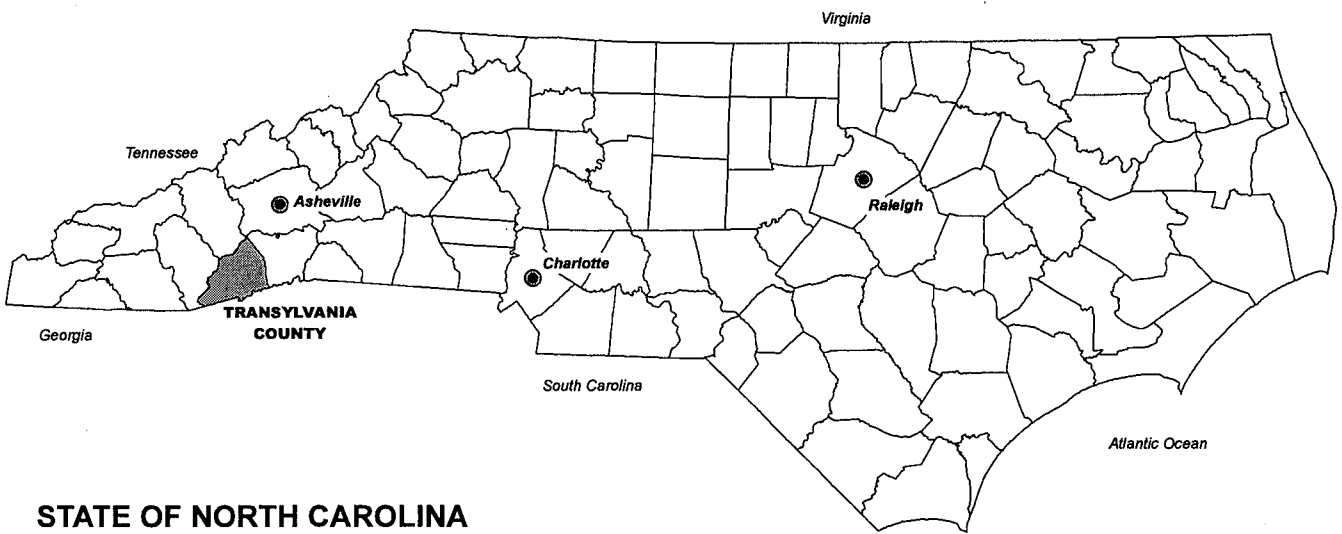 Virginia
Tennessee
Asheville
Raleigh
Charlotte
TRANSYLVANIA
COUNTY
Georgia
South Carolina
Atlantic Ocean
STATE OF NORTH CAROLINA